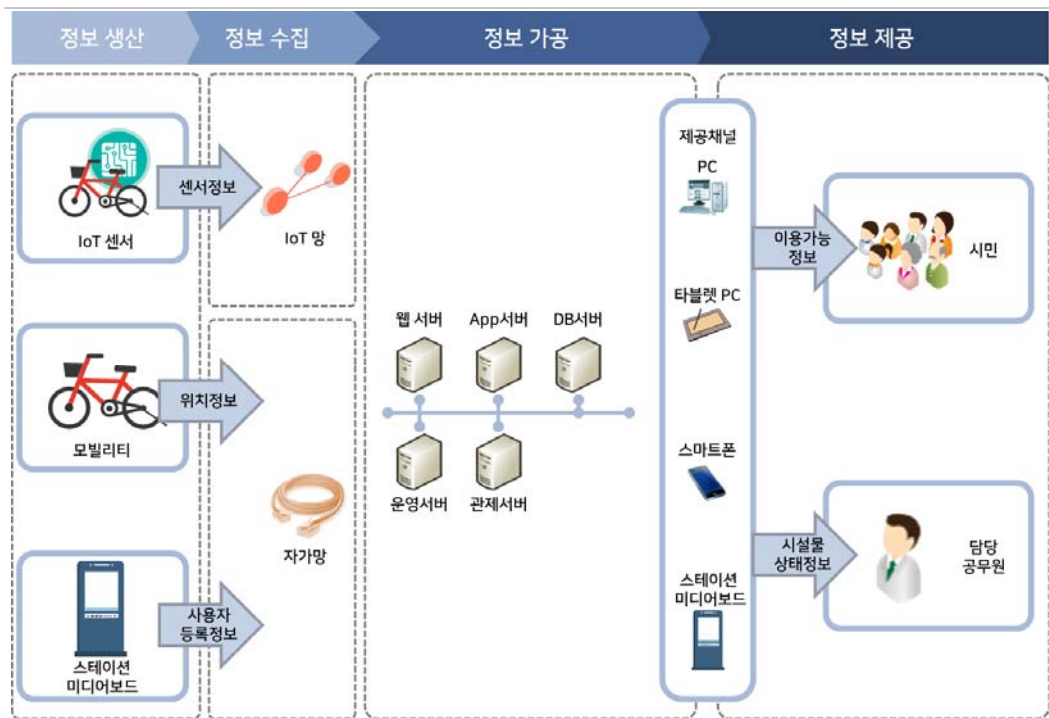 정보 생산
정보 수집
정보 가공
정보 제공
센서정보
IoT 센서
IoT 망
위치정보
모빌리티
자가망
사용자
등록정보
스테이션
미디어보드
웹 서버
App서버
DB서버
운영서버
관제서버
제공채널
PC
타블렛 PC
스마트폰
스테이션
미디어보드
이용가능
정보
시민
시설물
상태정보
담당
공무원